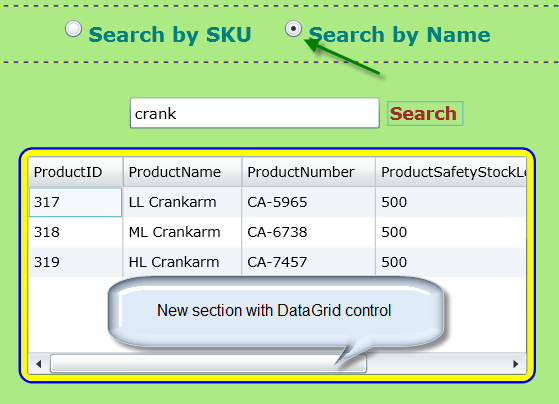 Search by SKU Search by Name
crank Search
ProductID ProductName ProductNumber ProductSafetyStockLe
317 LL Crankarm CA-5965 500
318 ML Crankarm CA-6738 500
319 HL Crankarm CA-7457 500
New section with DataGrid control